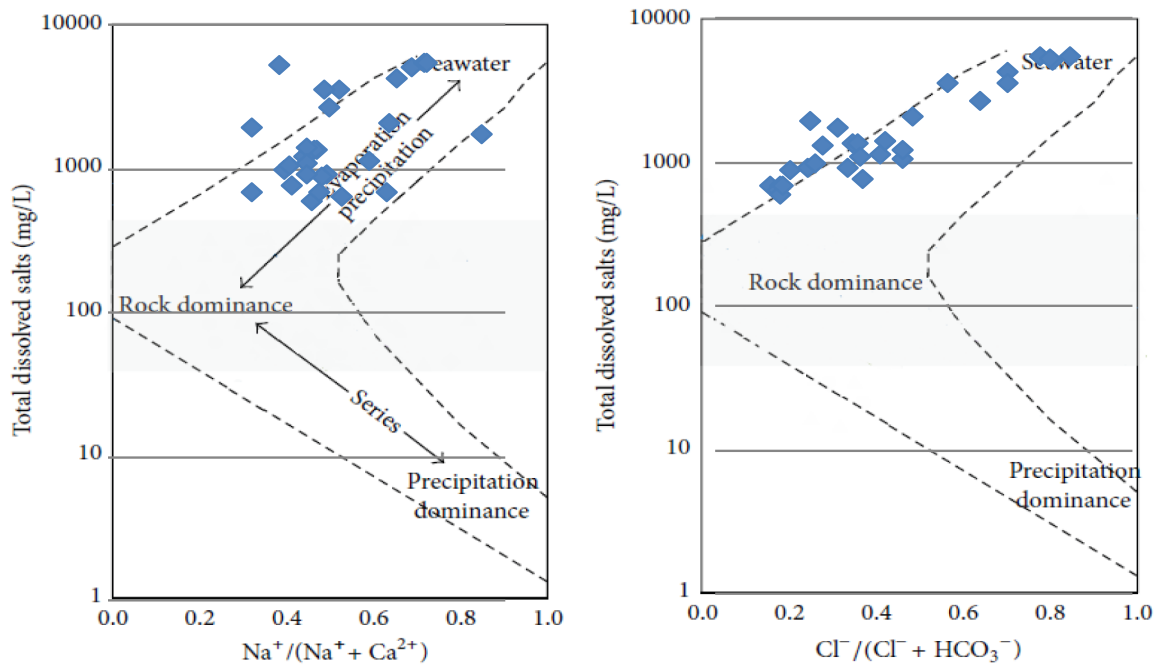 10000
1000
100
10
1
Total dissolved salts (mg/L)
Seawater
Evaporation
precipitation
Rock dominance
Series
Precipitation
dominance
0.0 0.2 0.4 0.6 0.8 1.0
Na⁺/(Na⁺ + Ca²⁺)
10000
1000
100
10
1
Total dissolved salts (mg/L)
Seawater
Rock dominance
Precipitation
dominance
0.0 0.2 0.4 0.6 0.8 1.0
Cl⁻/(Cl⁻ + HCO₃⁻)